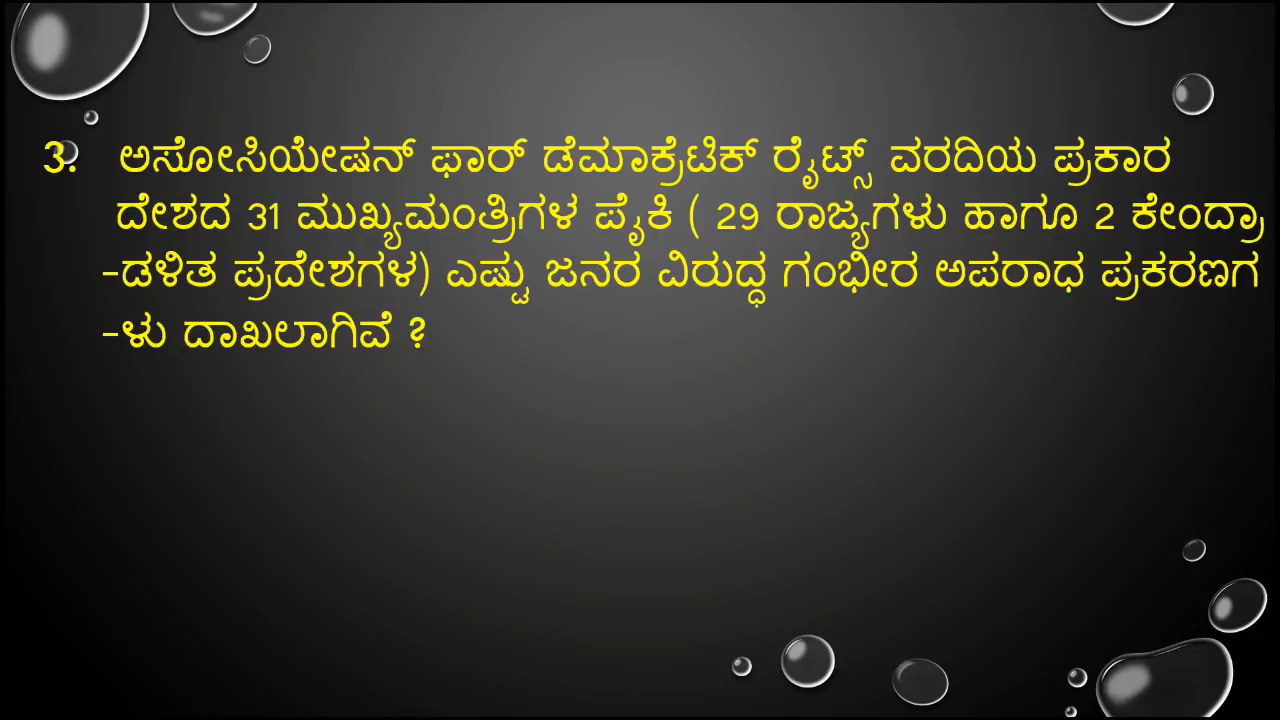 3. ಅಸೋಸಿಯೇಷನ್ ಫಾರ್ ಡೆಮಾಕ್ರೆಟಿಕ್ ರೈಟ್ಸ್ ವರದಿಯ ಪ್ರಕಾರ
ದೇಶದ 31 ಮುಖ್ಯಮಂತ್ರಿಗಳ ಪೈಕಿ ( 29 ರಾಜ್ಯಗಳು ಹಾಗೂ 2 ಕೇಂದ್ರಾ
-ಡಳಿತ ಪ್ರದೇಶಗಳ) ಎಷ್ಟು ಜನರ ವಿರುದ್ಧ ಗಂಭೀರ ಅಪರಾಧ ಪ್ರಕರಣಗ
-ಳು ದಾಖಲಾಗಿವೆ ?